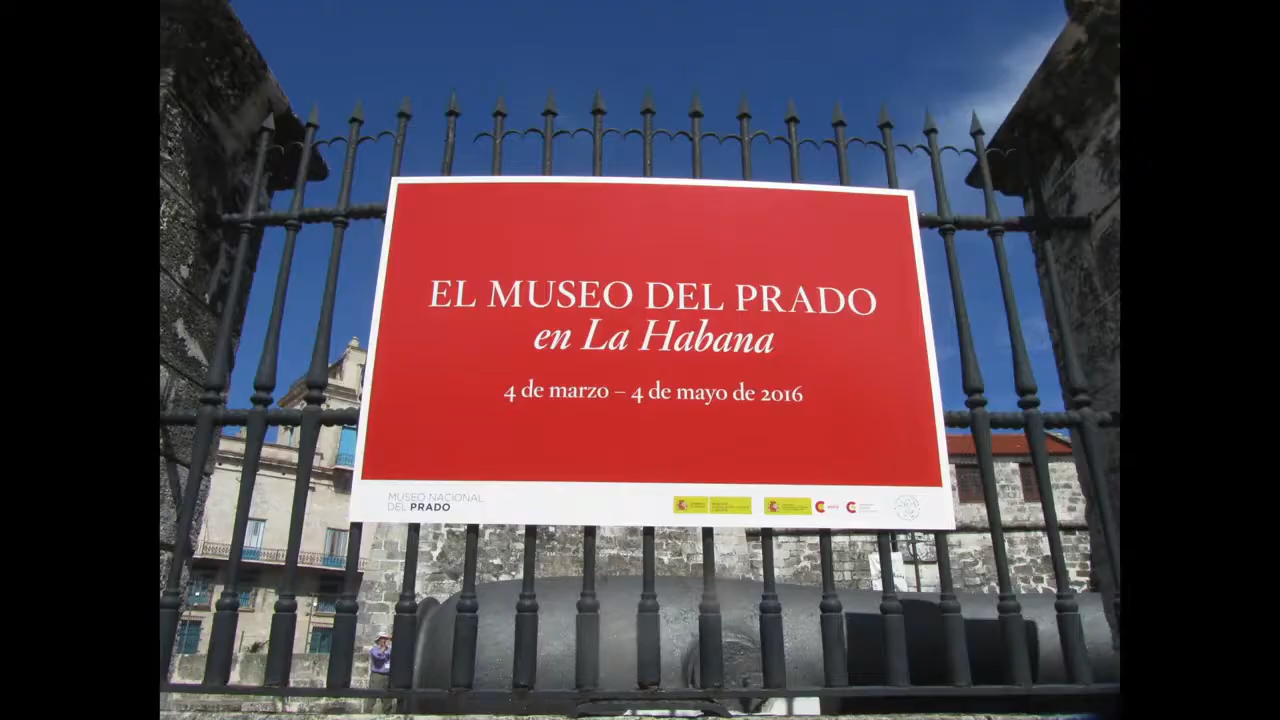 EL MUSEO DEL PRADO
en La Habana
4 de marzo – 4 de mayo de 2016
MUSEO NACIONAL
DEL PRADO